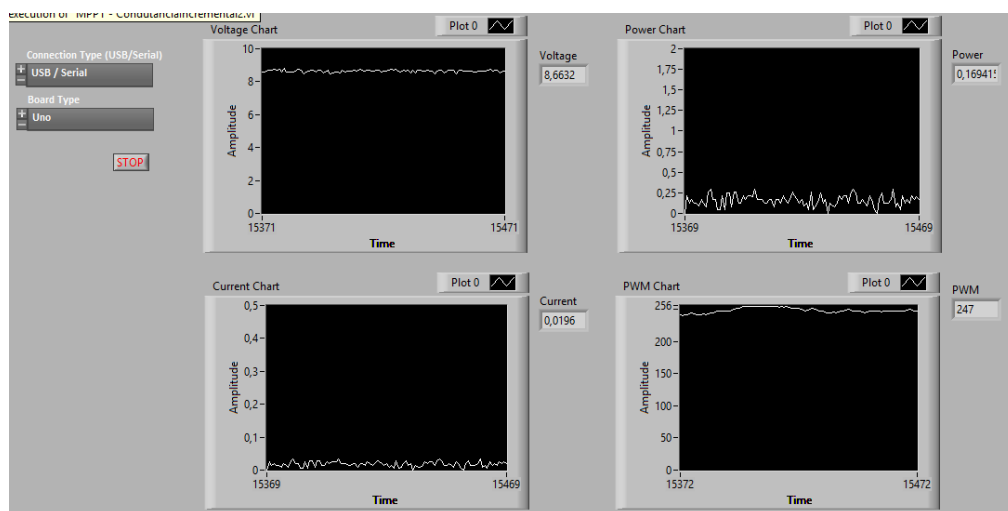 Execution of "MPPT - CondutânciaIncremental2.vi"
Connection Type (USB/Serial)
USB / Serial
Board Type
Uno
STOP
Voltage Chart
Plot 0
Amplitude
10
8
6
4
2
0
15371
15471
Time
Voltage
8,6632
Power Chart
Plot 0
Amplitude
2
1,75
1,5
1,25
1
0,75
0,5
0,25
0
15369
15469
Time
Power
0,169415
Current Chart
Plot 0
Amplitude
0,5
0,4
0,3
0,2
0,1
0
15369
15469
Time
Current
0,0196
PWM Chart
Plot 0
Amplitude
256
200
150
100
50
0
15372
15472
Time
PWM
247